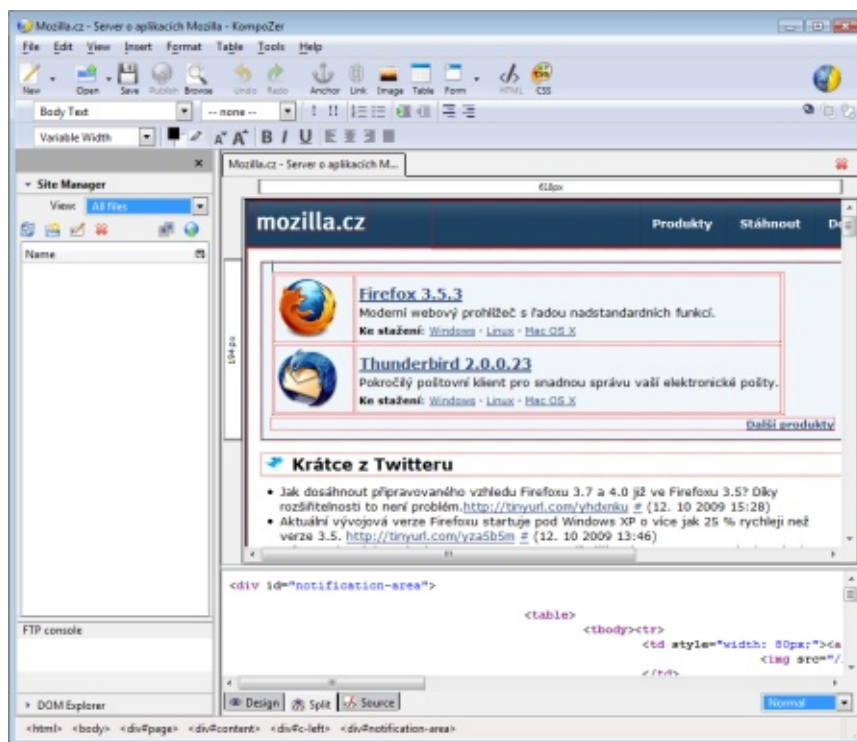 Mozilla.cz - Server o aplikacích Mozilla - KompoZer
File Edit View Insert Format Table Tools Help
New Open Save Publish Browse Undo Redo Anchor Link Image Table Form HTML CSS
Body Text -- none --
Variable Width
Mozilla.cz - Server o aplikacích M...
Site Manager
View: All files
Name
618px
mozilla.cz Produkty Stáhnout
194 px
Firefox 3.5.3
Moderní webový prohlížeč s řadou nadstandardních funkcí.
Ke stažení: Windows - Linux - Mac OS X
Thunderbird 2.0.0.23
Pokročilý poštovní klient pro snadnou správu vaší elektronické pošty.
Ke stažení: Windows - Linux - Mac OS X
Další produkty
Krátce z Twitteru
• Jak dosáhnout připravovaného vzhledu Firefoxu 3.7 a 4.0 již ve Firefoxu 3.5? Díky
rozšiřitelnosti to není problém.http://tinyurl.com/yhdxnku # (12. 10 2009 15:28)
• Aktuální vývojová verze Firefoxu startuje pod Windows XP o více jak 25 % rychleji než
verze 3.5. http://tinyurl.com/yza5b5m # (12. 10 2009 13:46)
<div id="notification-area">
<table>
<tbody><tr>
<td style="width: 80px;"><a
<img src="/
</td>
FTP console
DOM Explorer
Design Split Source Normal
<html> <body> <div#page> <div#content> <div#c-left> <div#notification-area>